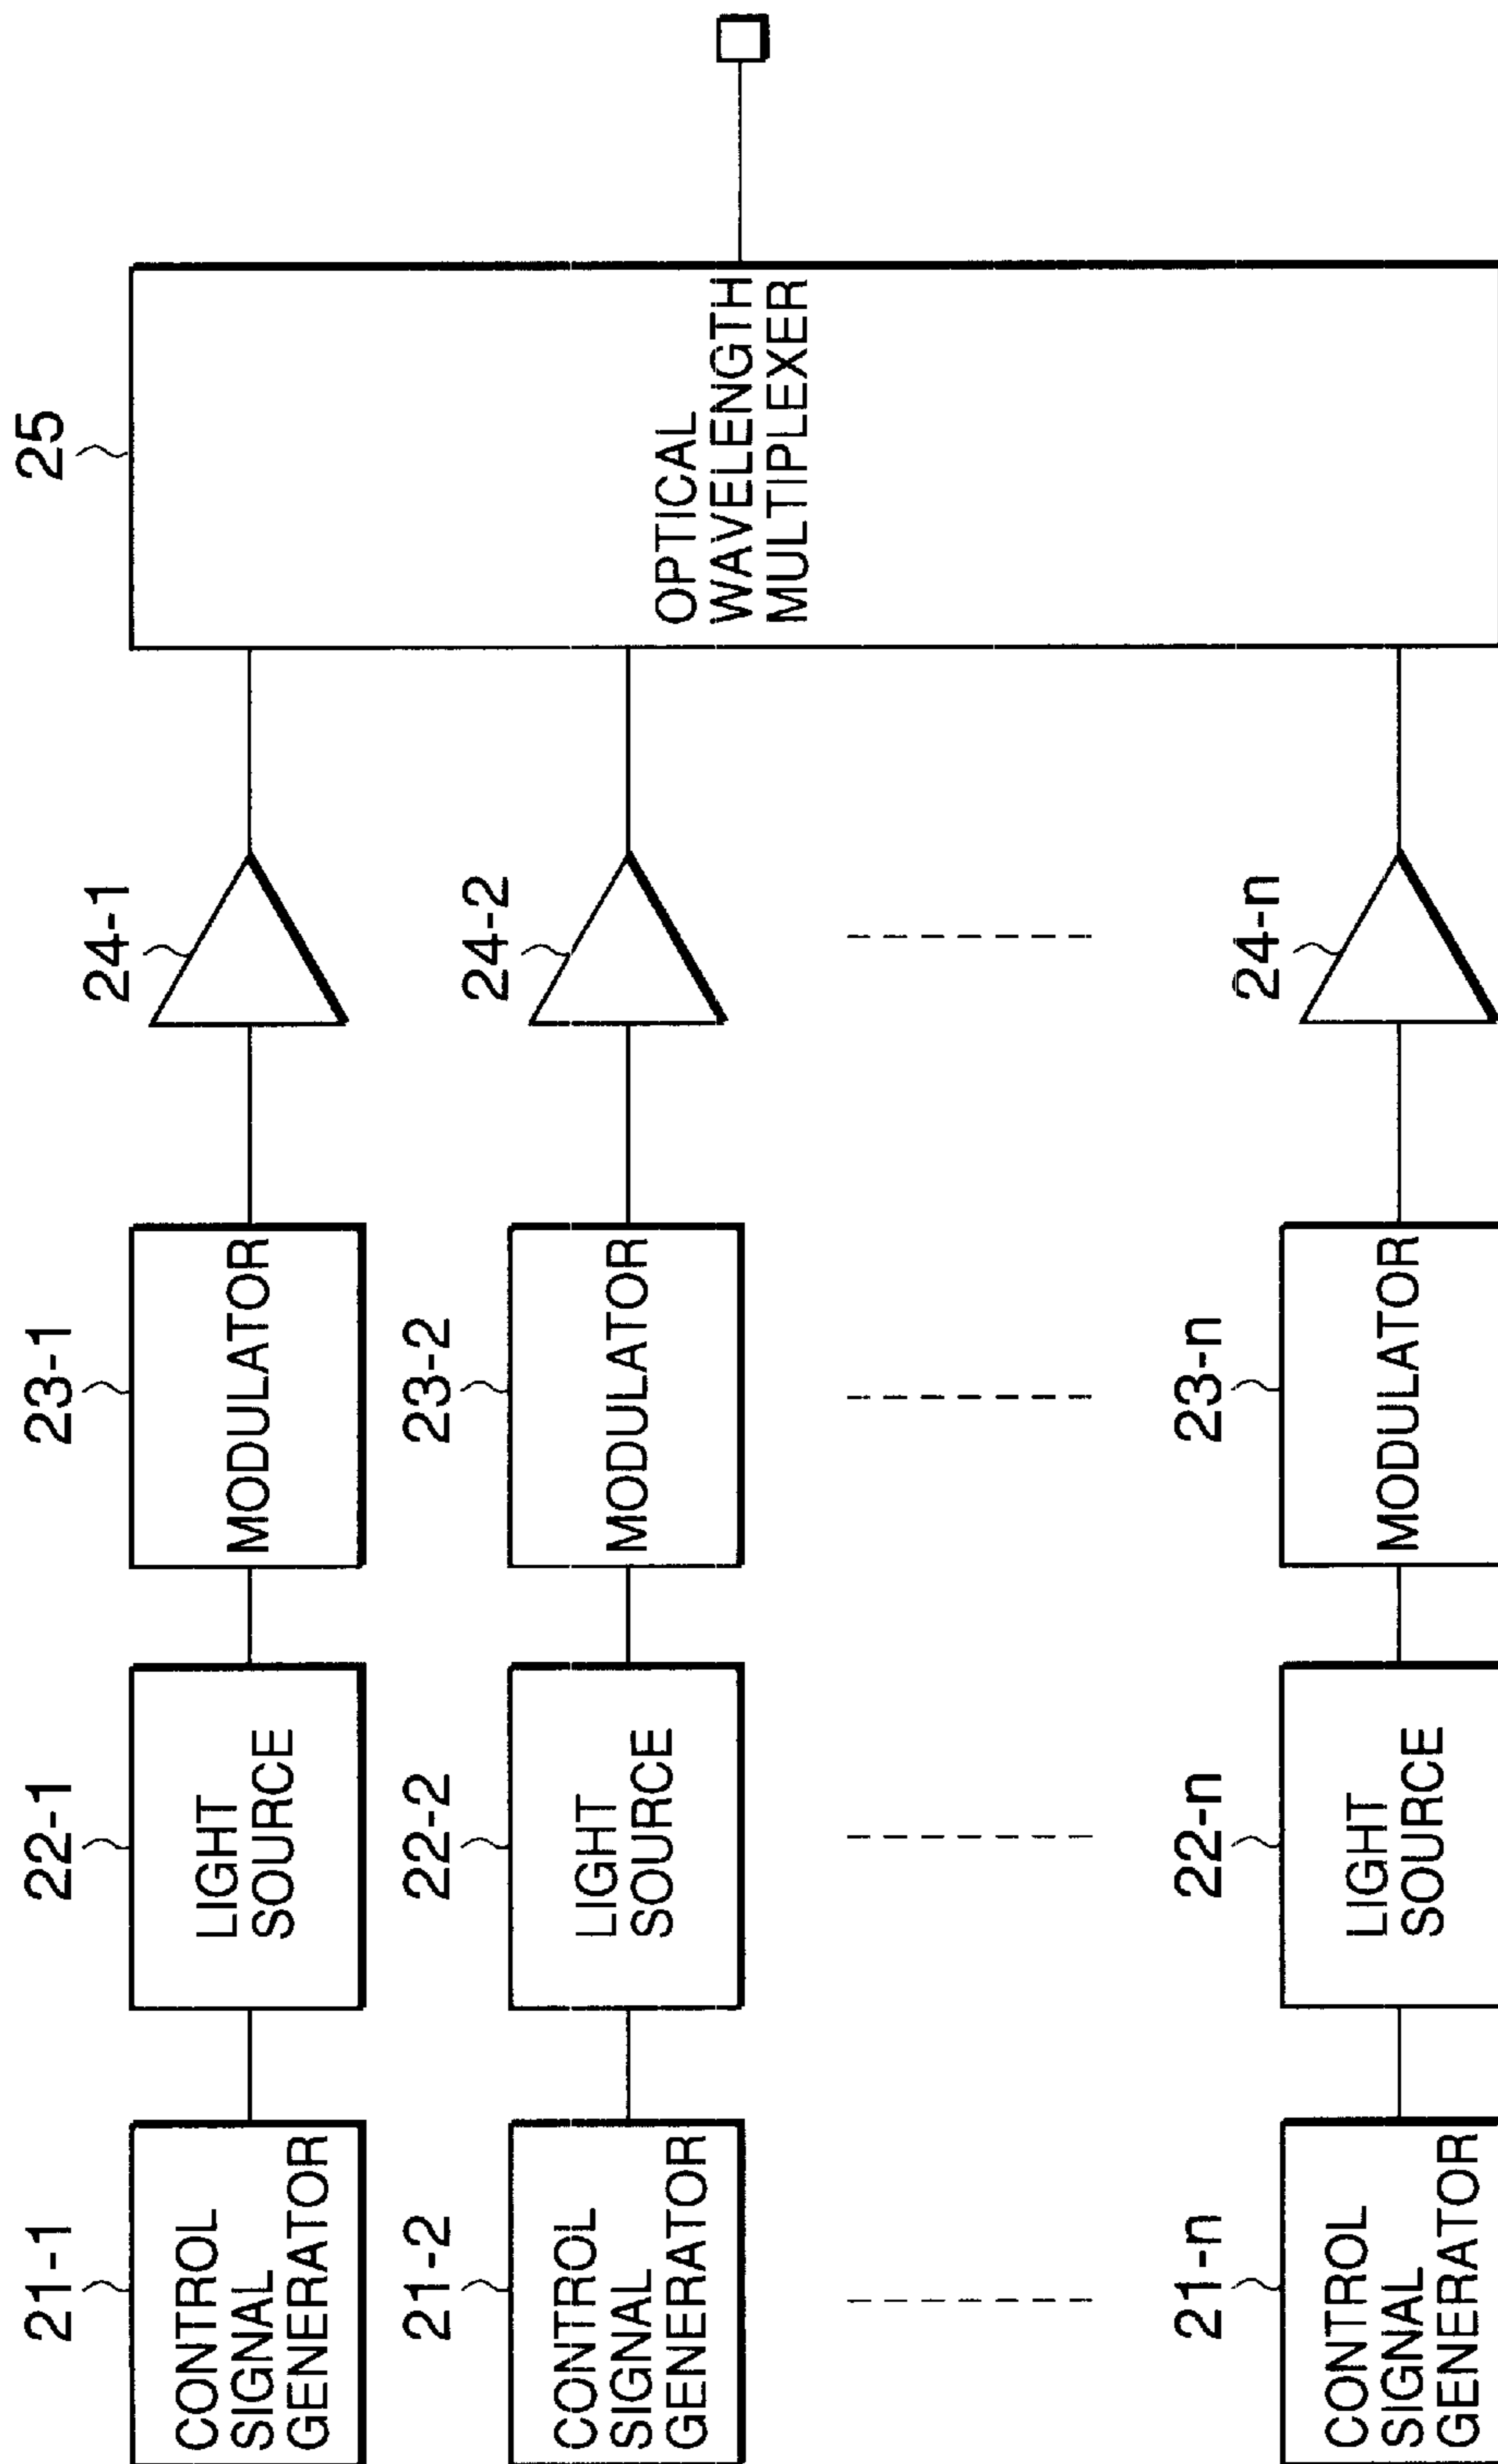 21-1
CONTROL
SIGNAL
GENERATOR
22-1
LIGHT
SOURCE
23-1
MODULATOR
24-1
25
OPTICAL
WAVELENGTH
MULTIPLEXER
21-2
CONTROL
SIGNAL
GENERATOR
22-2
LIGHT
SOURCE
23-2
MODULATOR
24-2
21-n
CONTROL
SIGNAL
GENERATOR
22-n
LIGHT
SOURCE
23-n
MODULATOR
24-n